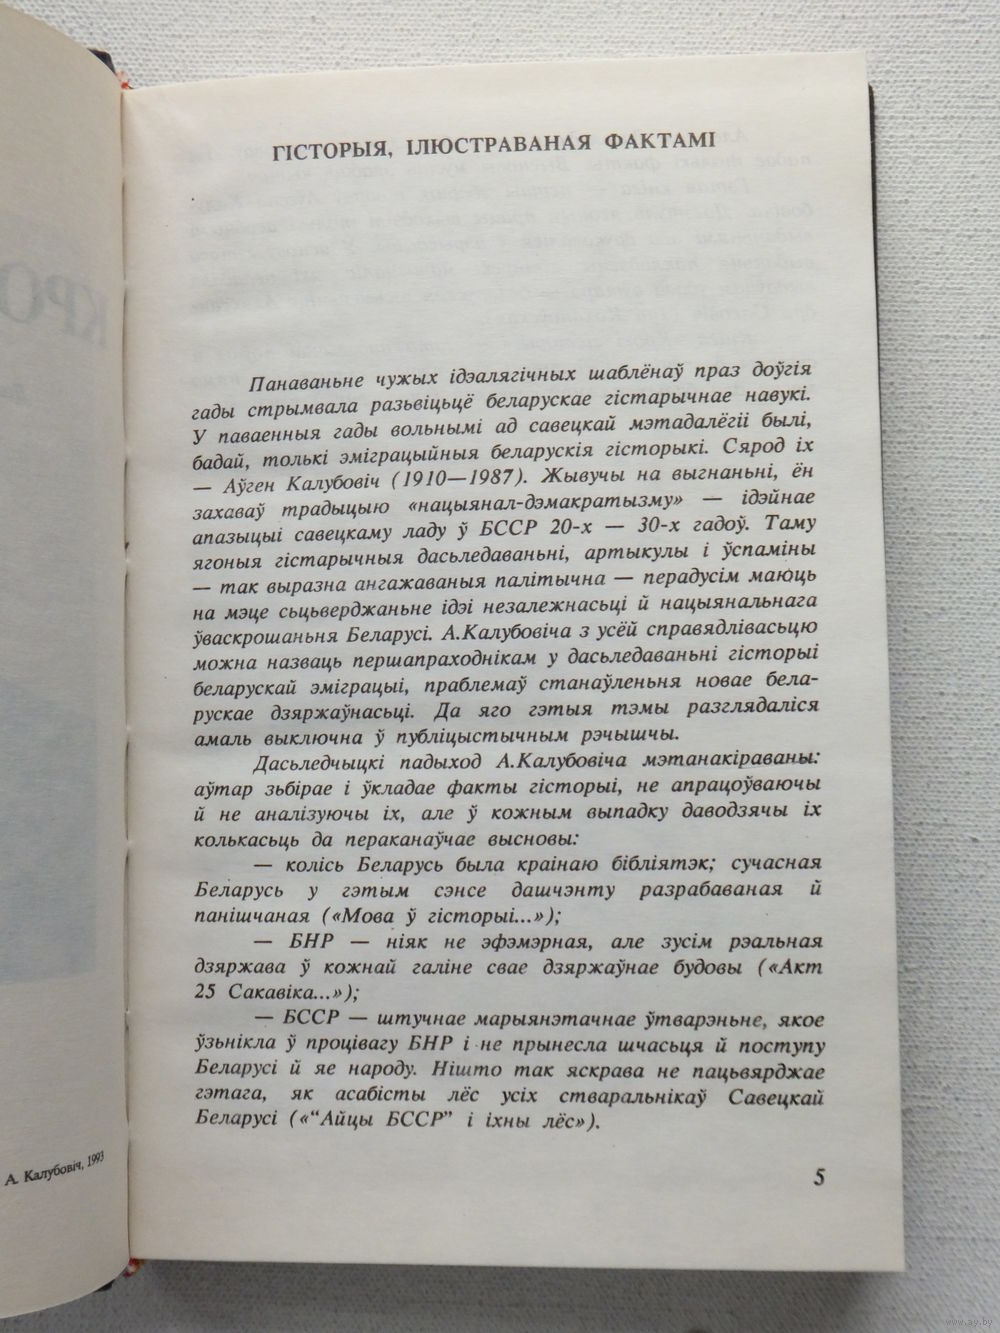 КРО
А. Калубовіч, 1993
ГІСТОРЫЯ, ІЛЮСТРАВАНАЯ ФАКТАМІ
Панаваньне чужых ідэалягічных шаблёнаў праз доўгія
гады стрымвала разьвіцьцё беларускае гістарычнае навукі.
У паваенныя гады вольнымі ад савецкай мэтадалёгіі былі,
бадай, толькі эміграцыйныя беларускія гісторыкі. Сярод іх
— Аўген Калубовіч (1910—1987). Жывучы на выгнаньні, ён
захаваў традыцыю «нацыянал-дэмакратызму» — ідэйнае
апазыцыі савецкаму ладу ў БССР 20-х — 30-х гадоў. Таму
ягоныя гістарычныя дасьледаваньні, артыкулы і ўспаміны
— так выразна ангажаваныя палітычна — перадусім маюць
на мэце сьцьверджаньне ідэі незалежнасьці й нацыянальнага
ўваскрошаньня Беларусі. А.Калубовіча з усёй справядлівасьцю
можна назваць першапраходнікам у дасьледаваньні гісторыі
беларускай эміграцыі, праблемаў станаўленьня новае бела-
рускае дзяржаўнасьці. Да яго гэтыя тэмы разглядаліся
амаль выключна ў публіцыстычным рэчышчы.
Дасьледчыцкі падыход А.Калубовіча мэтанакіраваны:
аўтар зьбірае і ўкладае факты гісторыі, не апрацоўваючы
й не аналізуючы іх, але ў кожным выпадку даводзячы іх
колькасьць да пераканаўчае высновы:
— колісь Беларусь была краінаю бібліятэк; сучасная
Беларусь у гэтым сэнсе дашчэнту разрабаваная й
панішчаная («Мова ў гісторыі...»);
— БНР — ніяк не эфэмэрная, але зусім рэальная
дзяржава ў кожнай галіне свае дзяржаўнае будовы («Акт
25 Сакавіка...»);
— БССР — штучнае марыянэтачнае ўтварэньне, якое
ўзьнікла ў процівагу БНР і не прынесла шчасьця й поступу
Беларусі й яе народу. Нішто так яскрава не пацьвярджае
гэтага, як асабісты лёс усіх стваральнікаў Савецкай
Беларусі («“Айцы БССР” і іхны лёс»).
5
www.ay.by